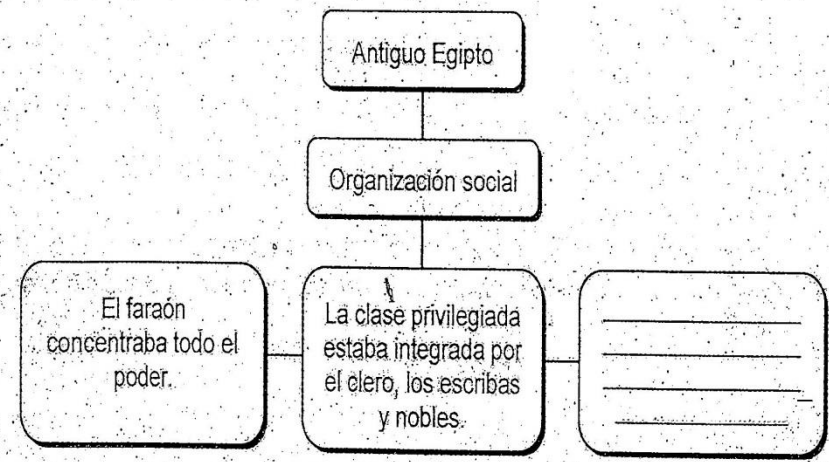 Antiguo Egipto
Organización social
El faraón
concentraba todo el
poder.
La clase privilegiada
estaba integrada por
el clero, los escribas
y nobles.